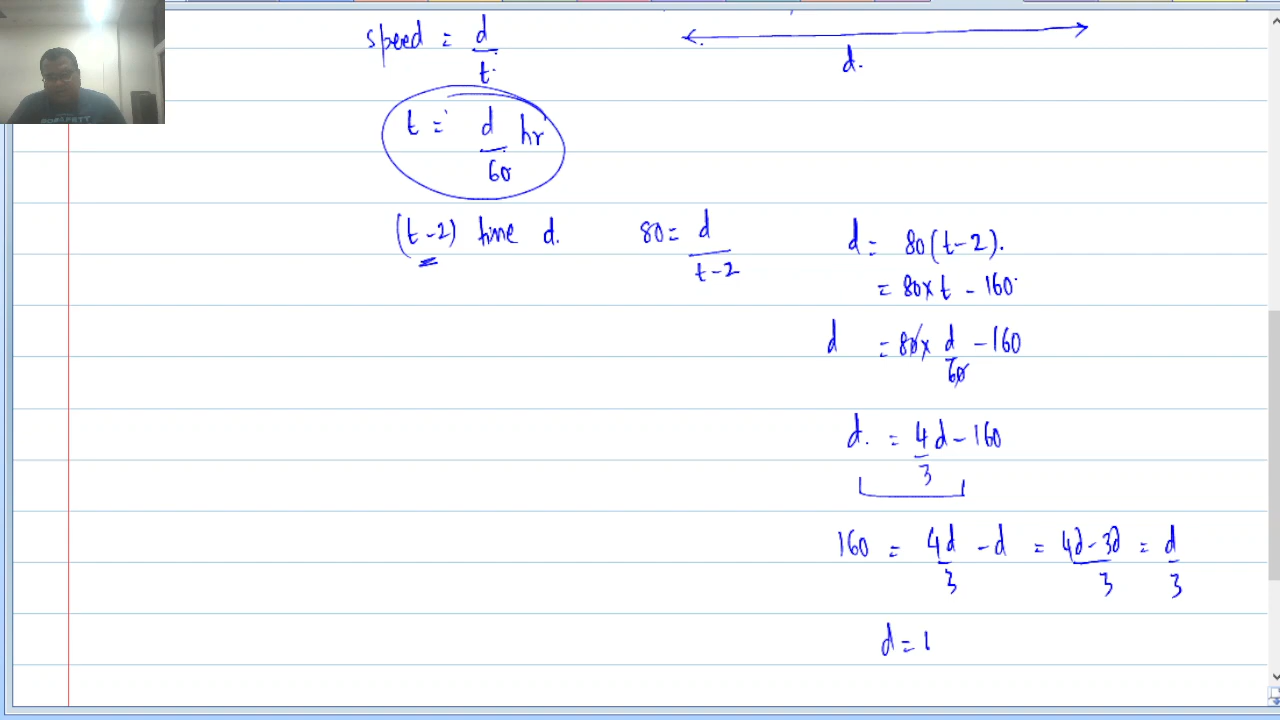 speed = d/t
d.
t = d/60 hr
(t-2) time d. 80 = d/t-2 d = 80(t-2).
= 80×t - 160
d = 80× d/60 - 160
d. = 4/3 d - 160
160 = 4d/3 - d = 4d-3d/3 = d/3
d = 1